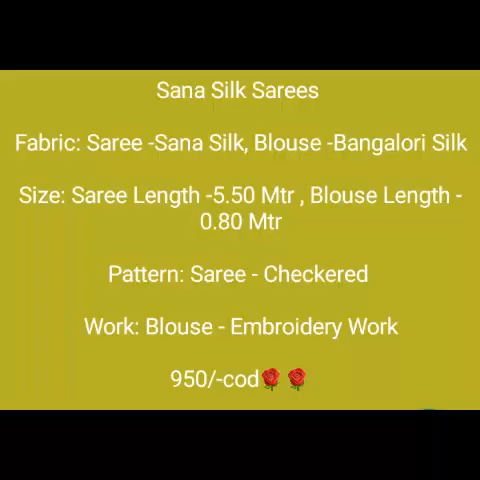 Sana Silk Sarees
Fabric: Saree -Sana Silk, Blouse -Bangalori Silk
Size: Saree Length -5.50 Mtr , Blouse Length -
0.80 Mtr
Pattern: Saree - Checkered
Work: Blouse - Embroidery Work
950/-cod🌹🌹